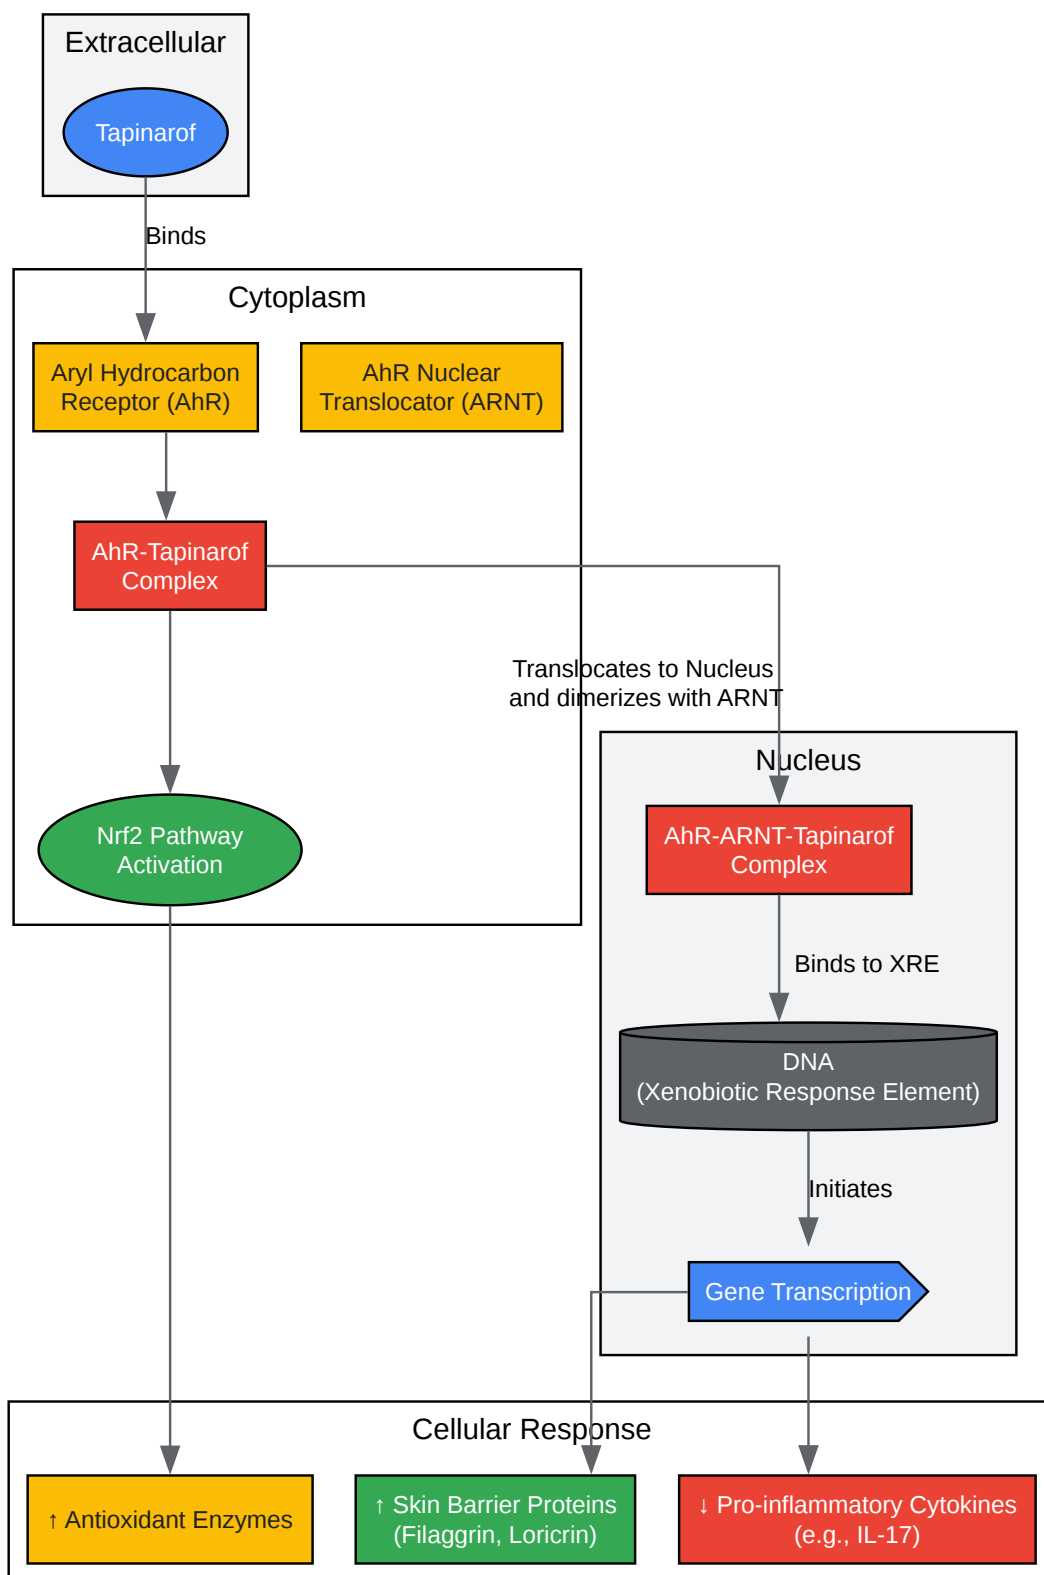 Extracellular
Tapinarof
Binds
Cytoplasm
Aryl Hydrocarbon
Receptor (AhR)
AhR Nuclear
Translocator (ARNT)
AhR-Tapinarof
Complex
Translocates to Nucleus
and dimerizes with ARNT
Nucleus
Nrf2 Pathway
Activation
AhR-ARNT-Tapinarof
Complex
Binds to XRE
DNA
(Xenobiotic Response Element)
Initiates
Gene Transcription
Cellular Response
↑ Antioxidant Enzymes
↑ Skin Barrier Proteins
(Filaggrin, Loricrin)
↓ Pro-inflammatory Cytokines
(e.g., IL-17)